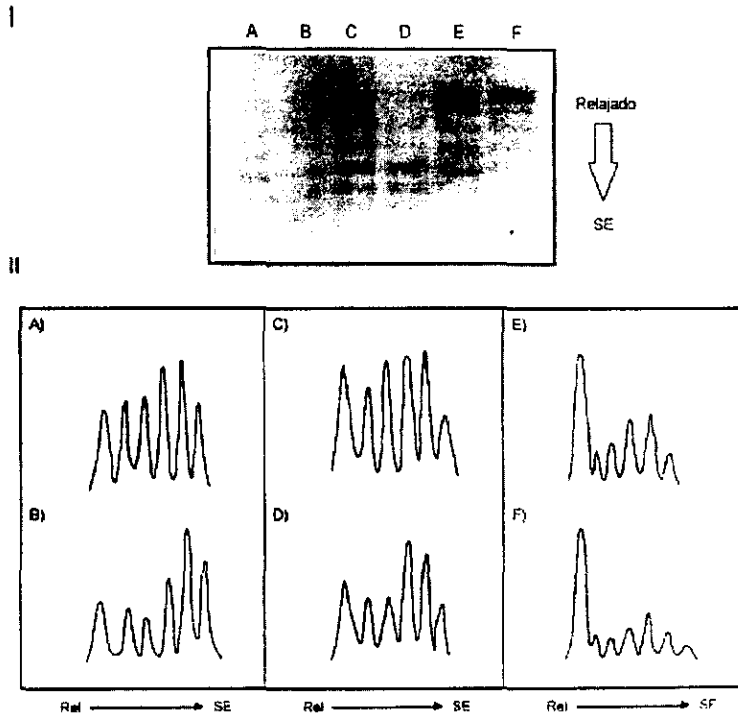 I
A B C D E F
Relajado
SE
II
A) C) E)
B) D) F)
Rel SE Rel SE Rel SE